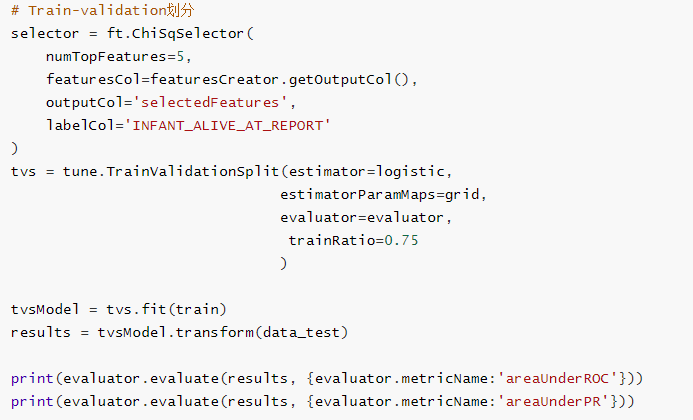 # Train-validation划分
selector = ft.ChiSqSelector(
    numTopFeatures=5,
    featuresCol=featuresCreator.getOutputCol(),
    outputCol='selectedFeatures',
    labelCol='INFANT_ALIVE_AT_REPORT'
)
tvs = tune.TrainValidationSplit(estimator=logistic,
                                estimatorParamMaps=grid,
                                evaluator=evaluator,
                                 trainRatio=0.75
                                )
tvsModel = tvs.fit(train)
results = tvsModel.transform(data_test)
print(evaluator.evaluate(results, {evaluator.metricName:'areaUnderROC'}))
print(evaluator.evaluate(results, {evaluator.metricName:'areaUnderPR'}))